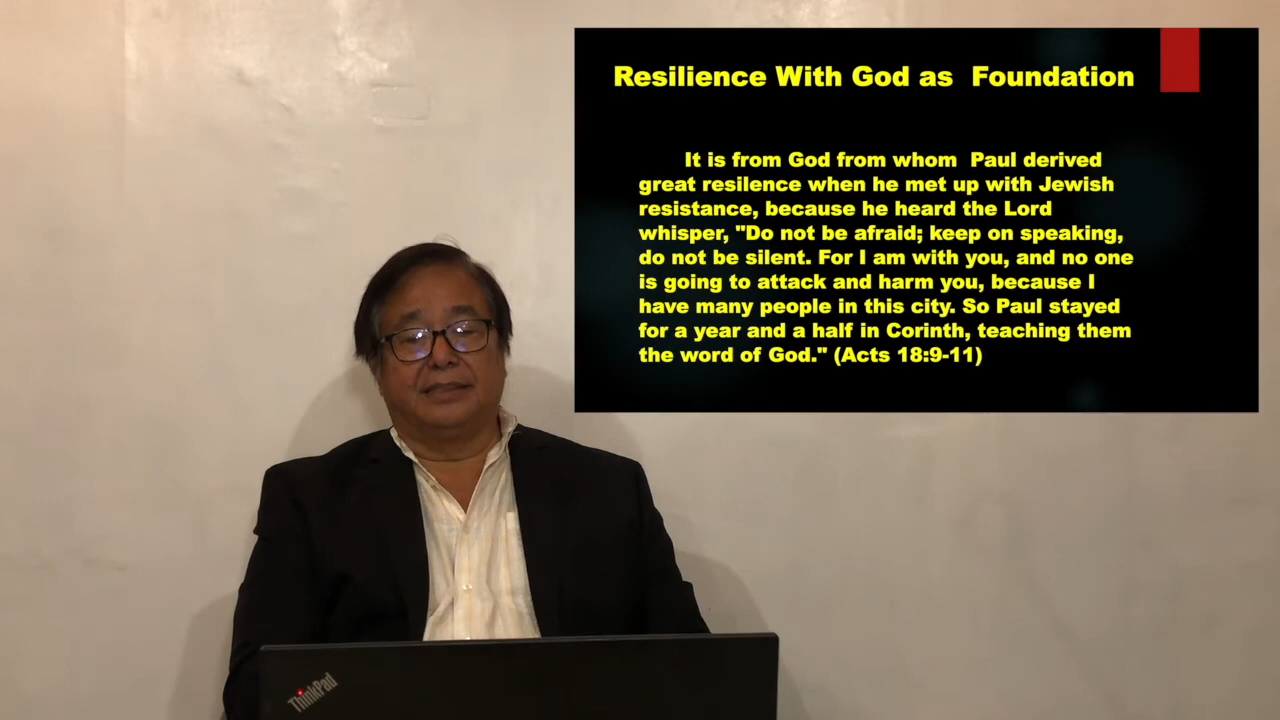 Resilience With God as  Foundation
It is from God from whom  Paul derived
great resilence when he met up with Jewish
resistance, because he heard the Lord
whisper, "Do not be afraid; keep on speaking,
do not be silent. For I am with you, and no one
is going to attack and harm you, because I
have many people in this city. So Paul stayed
for a year and a half in Corinth, teaching them
the word of God." (Acts 18:9-11)
ThinkPad